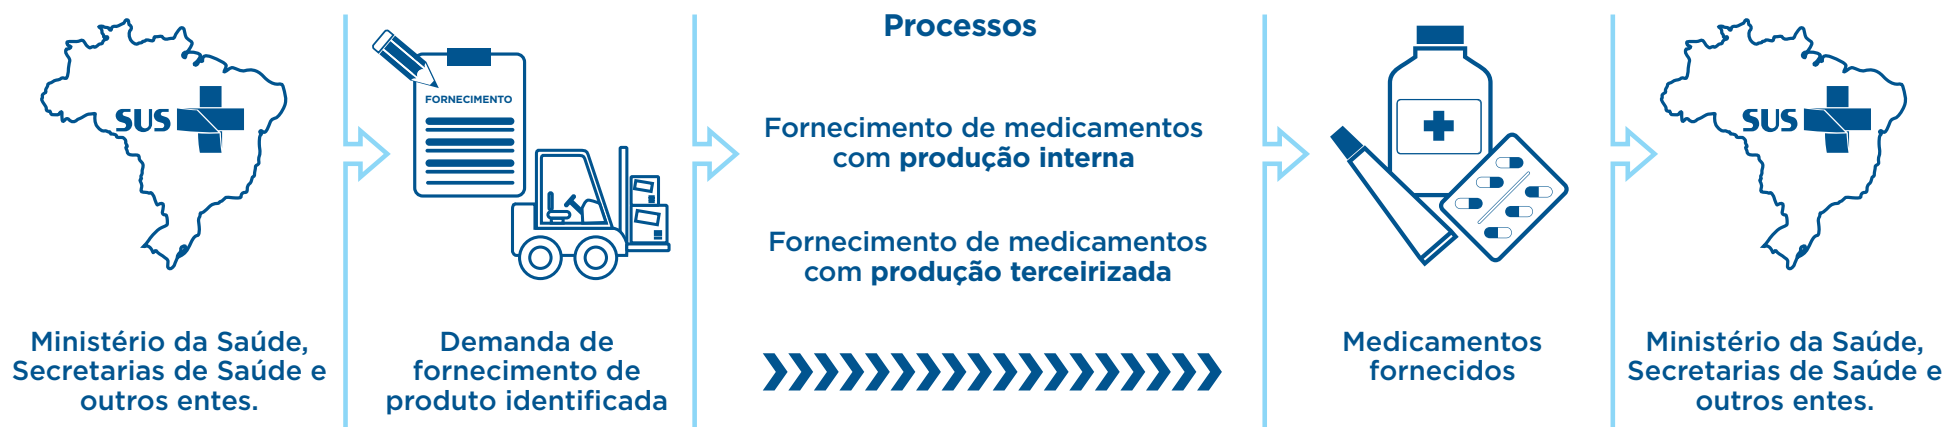 SUS
Ministério da Saúde,
Secretarias de Saúde e
outros entes.
FORNECIMENTO
Demanda de
fornecimento de
produto identificada
Processos
Fornecimento de medicamentos
com produção interna
Fornecimento de medicamentos
com produção terceirizada
Medicamentos
fornecidos
SUS
Ministério da Saúde,
Secretarias de Saúde e
outros entes.